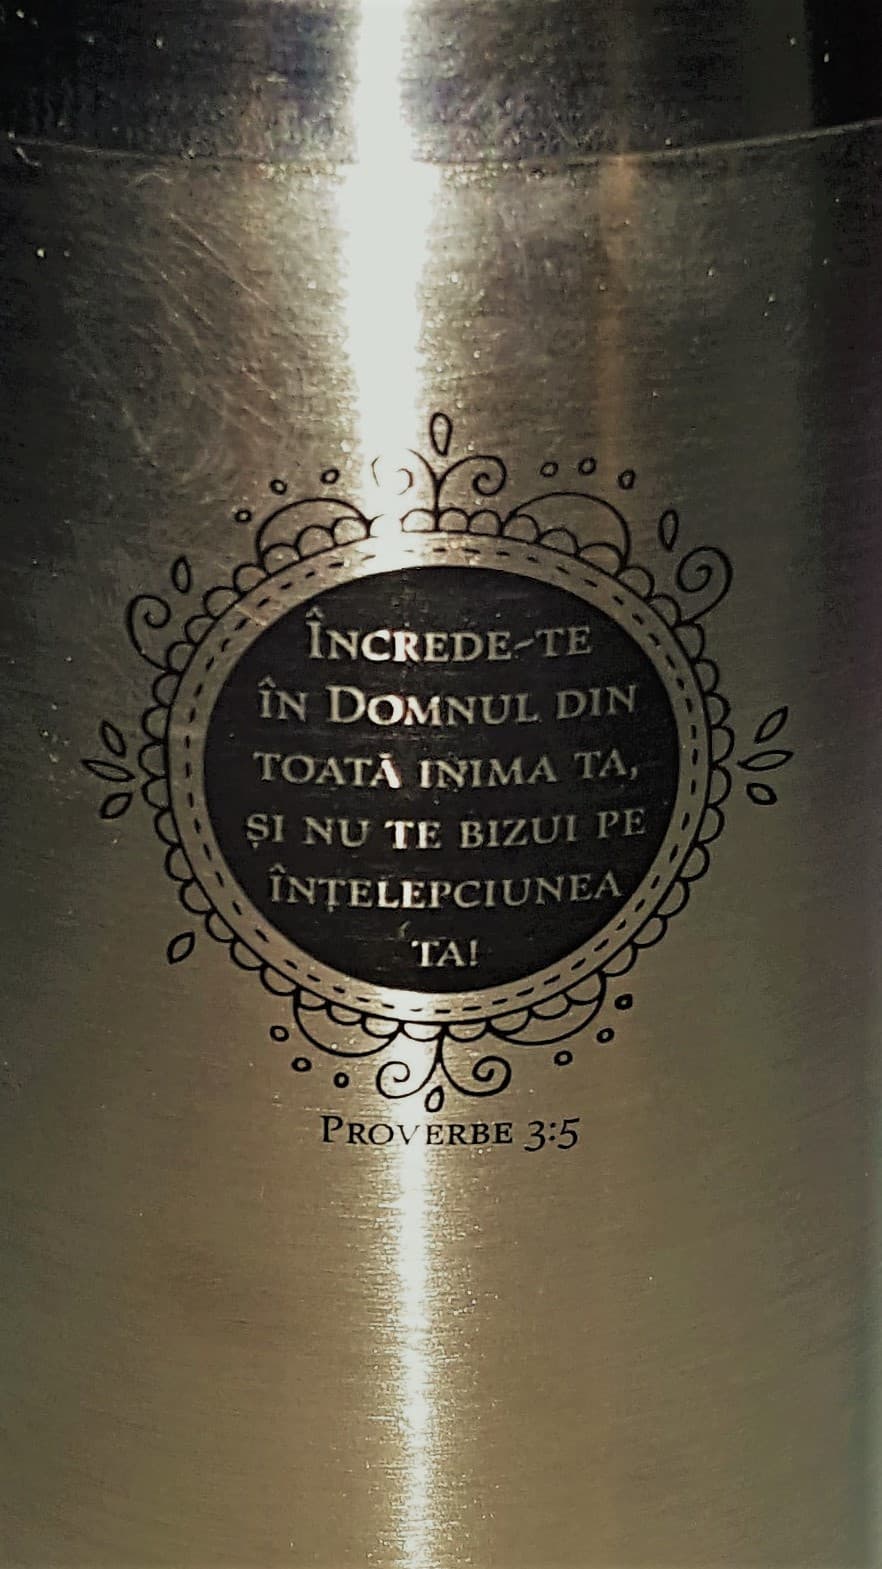 Încrede-te
în Domnul din
toată inima ta,
și nu te bizui pe
înțelepciunea
ta!
Proverbe 3:5